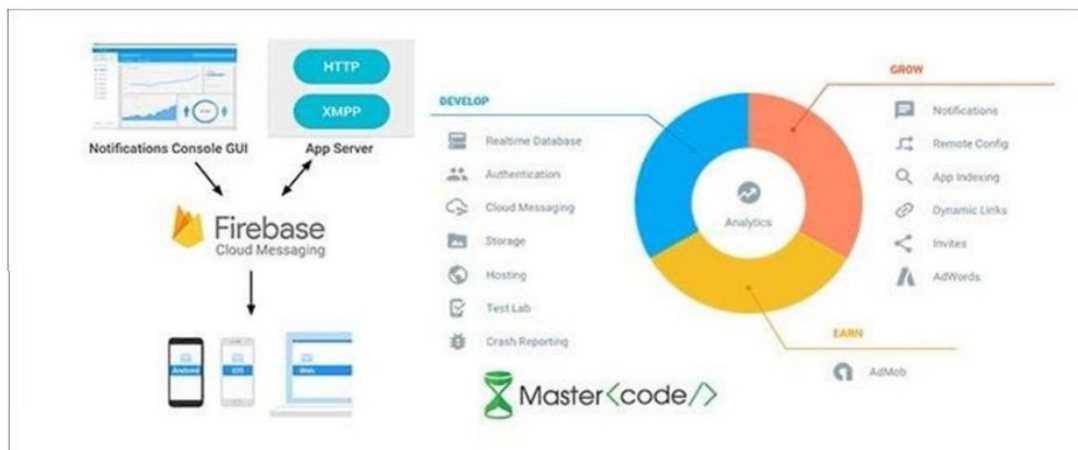 HTTP
XMPP
Notifications Console GUI
App Server
Firebase
Cloud Messaging
Android
iOS
Web
DEVELOP
Realtime Database
Authentication
Cloud Messaging
Storage
Hosting
Test Lab
Crash Reporting
Analytics
GROW
Notifications
Remote Config
App Indexing
Dynamic Links
Invites
AdWords
EARN
AdMob
Master<code/>